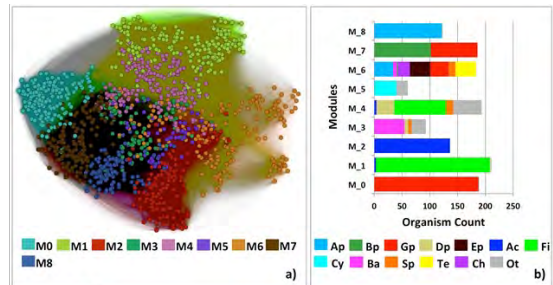 M0 M1 M2 M3 M4 M5 M6 M7
M8
a)
M_8
M_7
M_6
M_5
M_4
M_3
M_2
M_1
M_0
Modules
0 50 100 150 200 250
Organism Count
Ap Bp Gp Dp Ep Ac Fi
Cy Ba Sp Te Ch Ot
b)